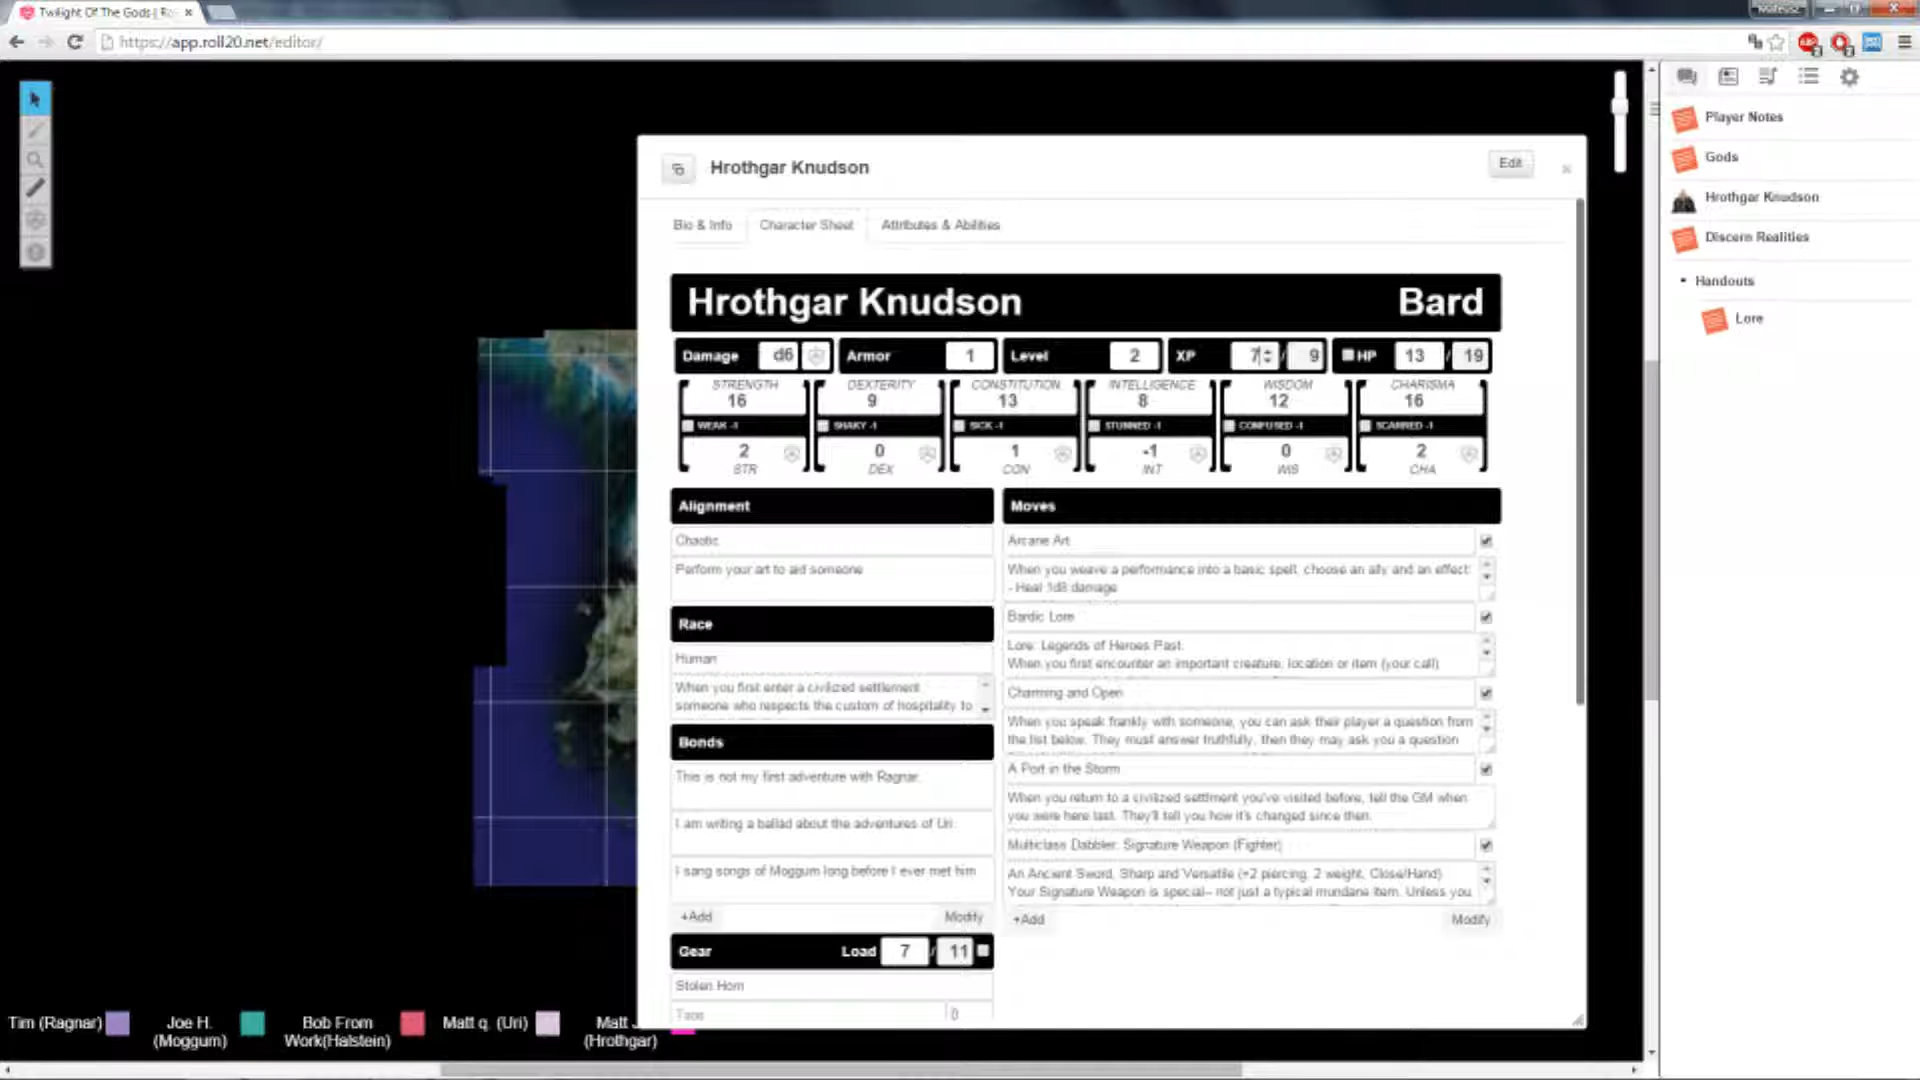 Twilight Of The Gods | Ro
Mateusz
https://app.roll20.net/editor/
Player Notes
Gods
Hrothgar Knudson
Discern Realities
Handouts
Lore
Hrothgar Knudson
Edit
Bio & Info
Character Sheet
Attributes & Abilities
Hrothgar Knudson
Bard
Damage d6
Armor 1
Level 2
XP 7 / 9
HP 13 / 19
STRENGTH DEXTERITY CONSTITUTION INTELLIGENCE WISDOM CHARISMA
16 9 13 8 12 16
WEAK -1 SHAKY -1 SICK -1 STUNNED -1 CONFUSED -1 SCARRED -1
2 0 1 -1 0 2
STR DEX CON INT WIS CHA
Alignment
Chaotic
Perform your art to aid someone
Race
Human
When you first enter a civilized settlement
someone who respects the custom of hospitality to
Bonds
This is not my first adventure with Ragnar.
I am writing a ballad about the adventures of Uri.
I sang songs of Moggum long before I ever met him
+Add
Modify
Gear
Load 7 / 11
Stolen Horn
Tags
0
Moves
Arcane Art
When you weave a performance into a basic spell, choose an ally and an effect:
- Heal 1d8 damage
Bardic Lore
Lore: Legends of Heroes Past.
When you first encounter an important creature, location or item (your call)
Charming and Open
When you speak frankly with someone, you can ask their player a question from
the list below. They must answer truthfully, then they may ask you a question
A Port in the Storm
When you return to a civilized settlment you've visited before, tell the GM when
you were here last. They'll tell you how it's changed since then.
Multiclass Dabbler: Signature Weapon (Fighter)
An Ancient Sword, Sharp and Versatile (+2 piercing, 2 weight, Close/Hand)
Your Signature Weapon is special-- not just a typical mundane item. Unless you
+Add
Modify
Tim (Ragnar)
Joe H.
(Moggum)
Bob From
Work(Halstein)
Matt q. (Uri)
Matt J.
(Hrothgar)